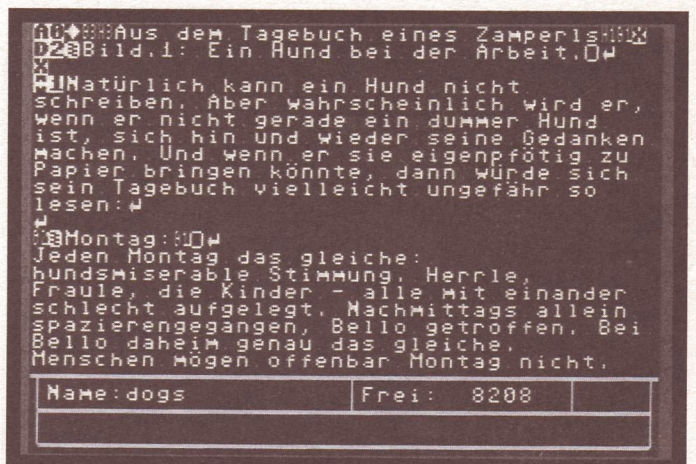 Aus dem Tagebuch eines Zamperls
Bild.1: Ein Hund bei der Arbeit.
Natürlich kann ein Hund nicht
schreiben. Aber wahrscheinlich wird er,
wenn er nicht gerade ein dummer Hund
ist, sich hin und wieder seine Gedanken
machen. Und wenn er sie eigenpfötig zu
Papier bringen könnte, dann würde sich
sein Tagebuch vielleicht ungefähr so
lesen:↵
↵
Montag:
Jeden Montag das gleiche:
hundsmiserable Stimmung. Herrle,
Fraule, die Kinder - alle mit einander
schlecht aufgelegt. Nachmittags allein
spazierengegangen, Bello getroffen. Bei
Bello daheim genau das gleiche.
Menschen mögen offenbar Montag nicht.
Name:dogs Frei: 8208